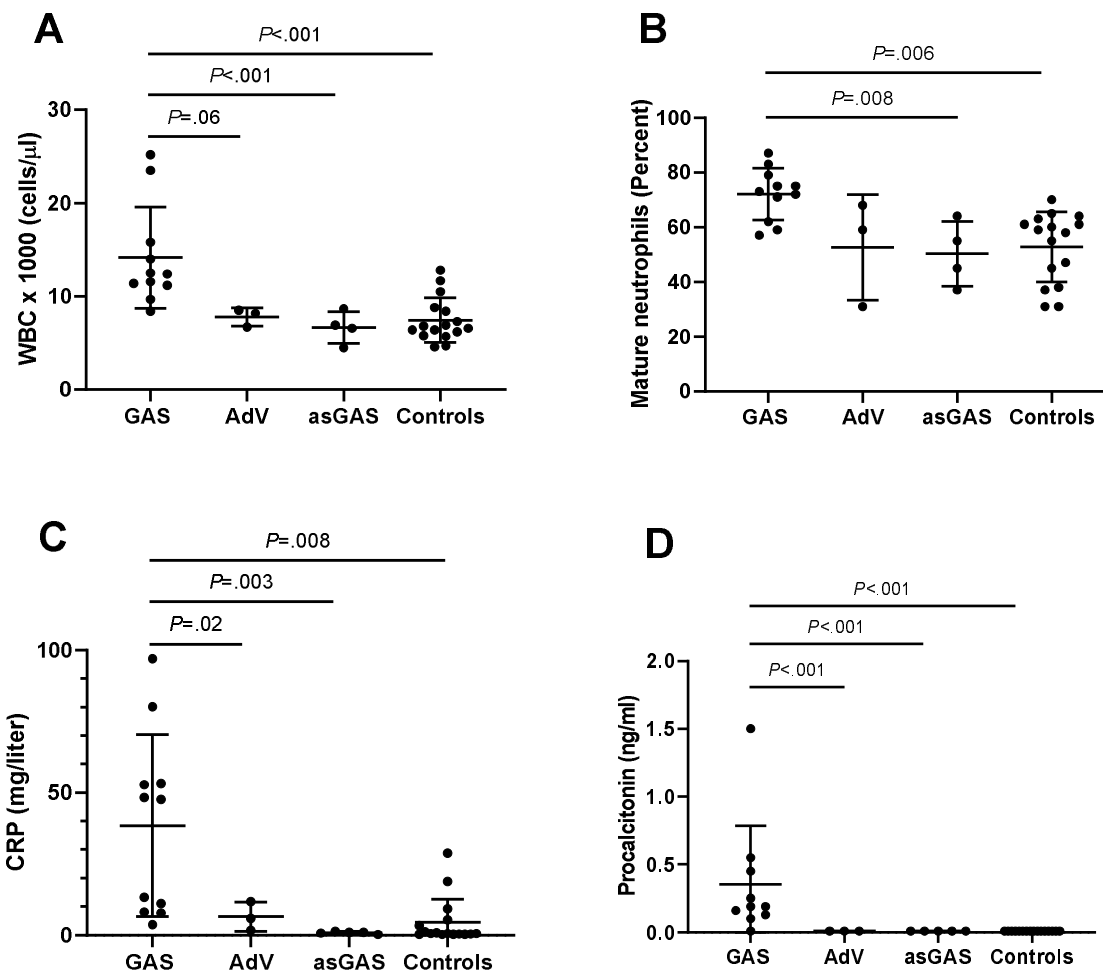 A
P<.001
P<.001
P=.06
WBC x 1000 (cells/µl)
30
20
10
0
GAS AdV asGAS Controls
B
P=.006
P=.008
Mature neutrophils (Percent)
100
80
60
40
20
0
GAS AdV asGAS Controls
C
P=.008
P=.003
P=.02
CRP (mg/liter)
100
50
0
GAS AdV asGAS Controls
D
P<.001
P<.001
P<.001
Procalcitonin (ng/ml)
2.0
1.5
1.0
0.5
0.0
GAS AdV asGAS Controls